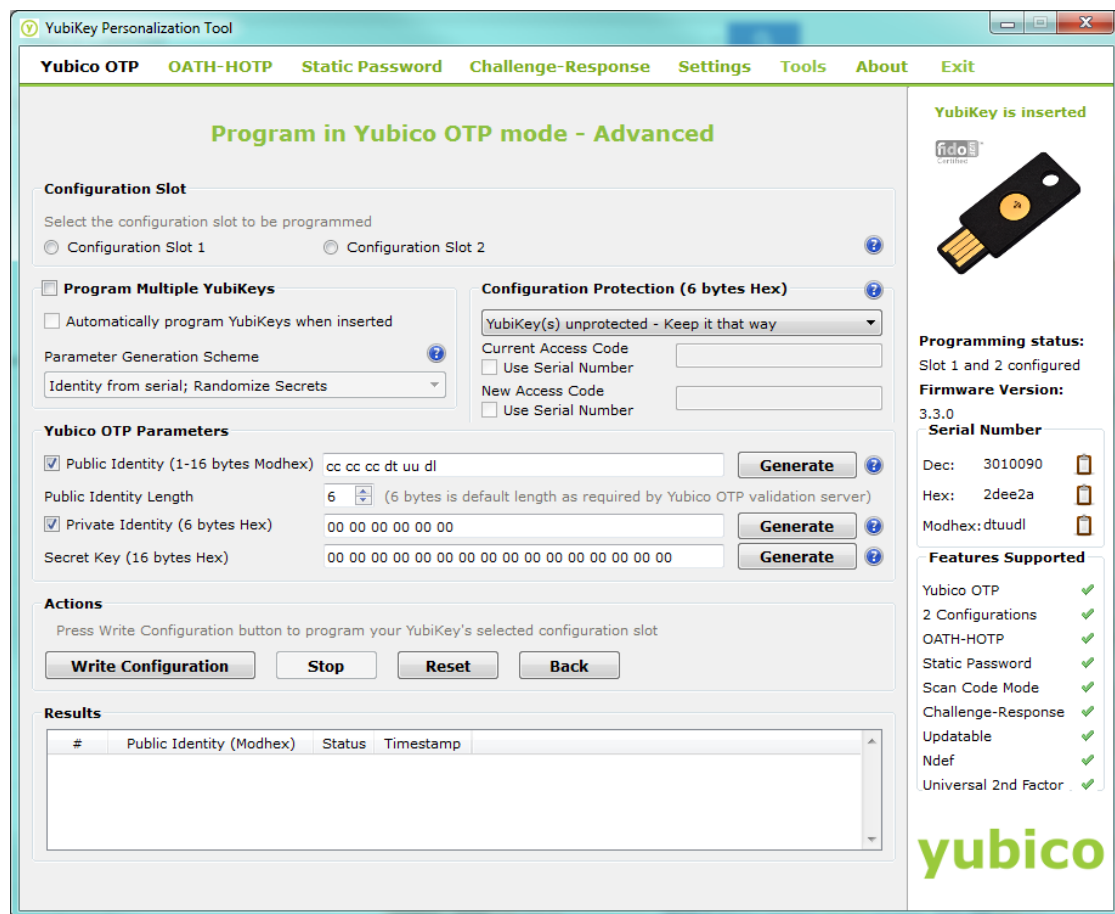 YubiKey Personalization Tool
Yubico OTP OATH-HOTP Static Password Challenge-Response Settings Tools About Exit
Program in Yubico OTP mode - Advanced
Configuration Slot
Select the configuration slot to be programmed
Configuration Slot 1 Configuration Slot 2
Program Multiple YubiKeys
Automatically program YubiKeys when inserted
Parameter Generation Scheme
Identity from serial; Randomize Secrets
Configuration Protection (6 bytes Hex)
YubiKey(s) unprotected - Keep it that way
Current Access Code
Use Serial Number
New Access Code
Use Serial Number
Yubico OTP Parameters
Public Identity (1-16 bytes Modhex) cc cc cc dt uu dl Generate
Public Identity Length 6 (6 bytes is default length as required by Yubico OTP validation server)
Private Identity (6 bytes Hex) 00 00 00 00 00 00 Generate
Secret Key (16 bytes Hex) 00 00 00 00 00 00 00 00 00 00 00 00 00 00 00 00 Generate
Actions
Press Write Configuration button to program your YubiKey's selected configuration slot
Write Configuration Stop Reset Back
Results
# Public Identity (Modhex) Status Timestamp
YubiKey is inserted
fido
Certified
Programming status:
Slot 1 and 2 configured
Firmware Version:
3.3.0
Serial Number
Dec: 3010090
Hex: 2dee2a
Modhex: dtuudl
Features Supported
Yubico OTP
2 Configurations
OATH-HOTP
Static Password
Scan Code Mode
Challenge-Response
Updatable
Ndef
Universal 2nd Factor
yubico